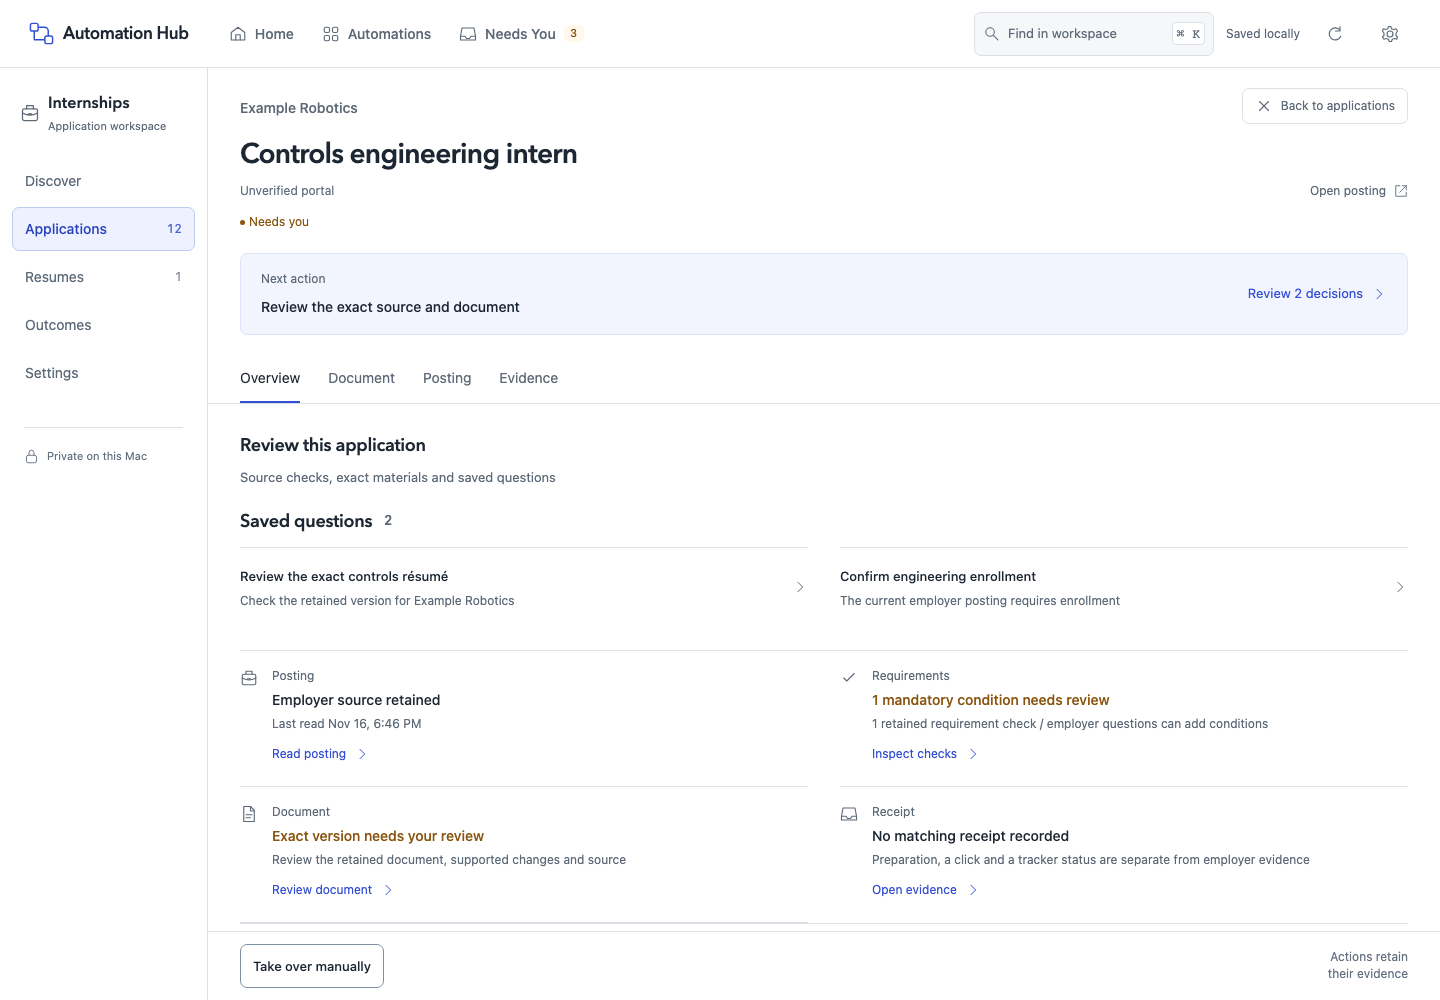 Automation Hub
Home
Automations
Needs You 3
Find in workspace ⌘ K
Saved locally
Internships
Application workspace
Discover
Applications 12
Resumes 1
Outcomes
Settings
Private on this Mac
Example Robotics
Back to applications
Controls engineering intern
Unverified portal
Open posting
Needs you
Next action
Review the exact source and document
Review 2 decisions
Overview
Document
Posting
Evidence
Review this application
Source checks, exact materials and saved questions
Saved questions 2
Review the exact controls résumé
Check the retained version for Example Robotics
Confirm engineering enrollment
The current employer posting requires enrollment
Posting
Employer source retained
Last read Nov 16, 6:46 PM
Read posting
Requirements
1 mandatory condition needs review
1 retained requirement check / employer questions can add conditions
Inspect checks
Document
Exact version needs your review
Review the retained document, supported changes and source
Review document
Receipt
No matching receipt recorded
Preparation, a click and a tracker status are separate from employer evidence
Open evidence
Take over manually
Actions retain
their evidence